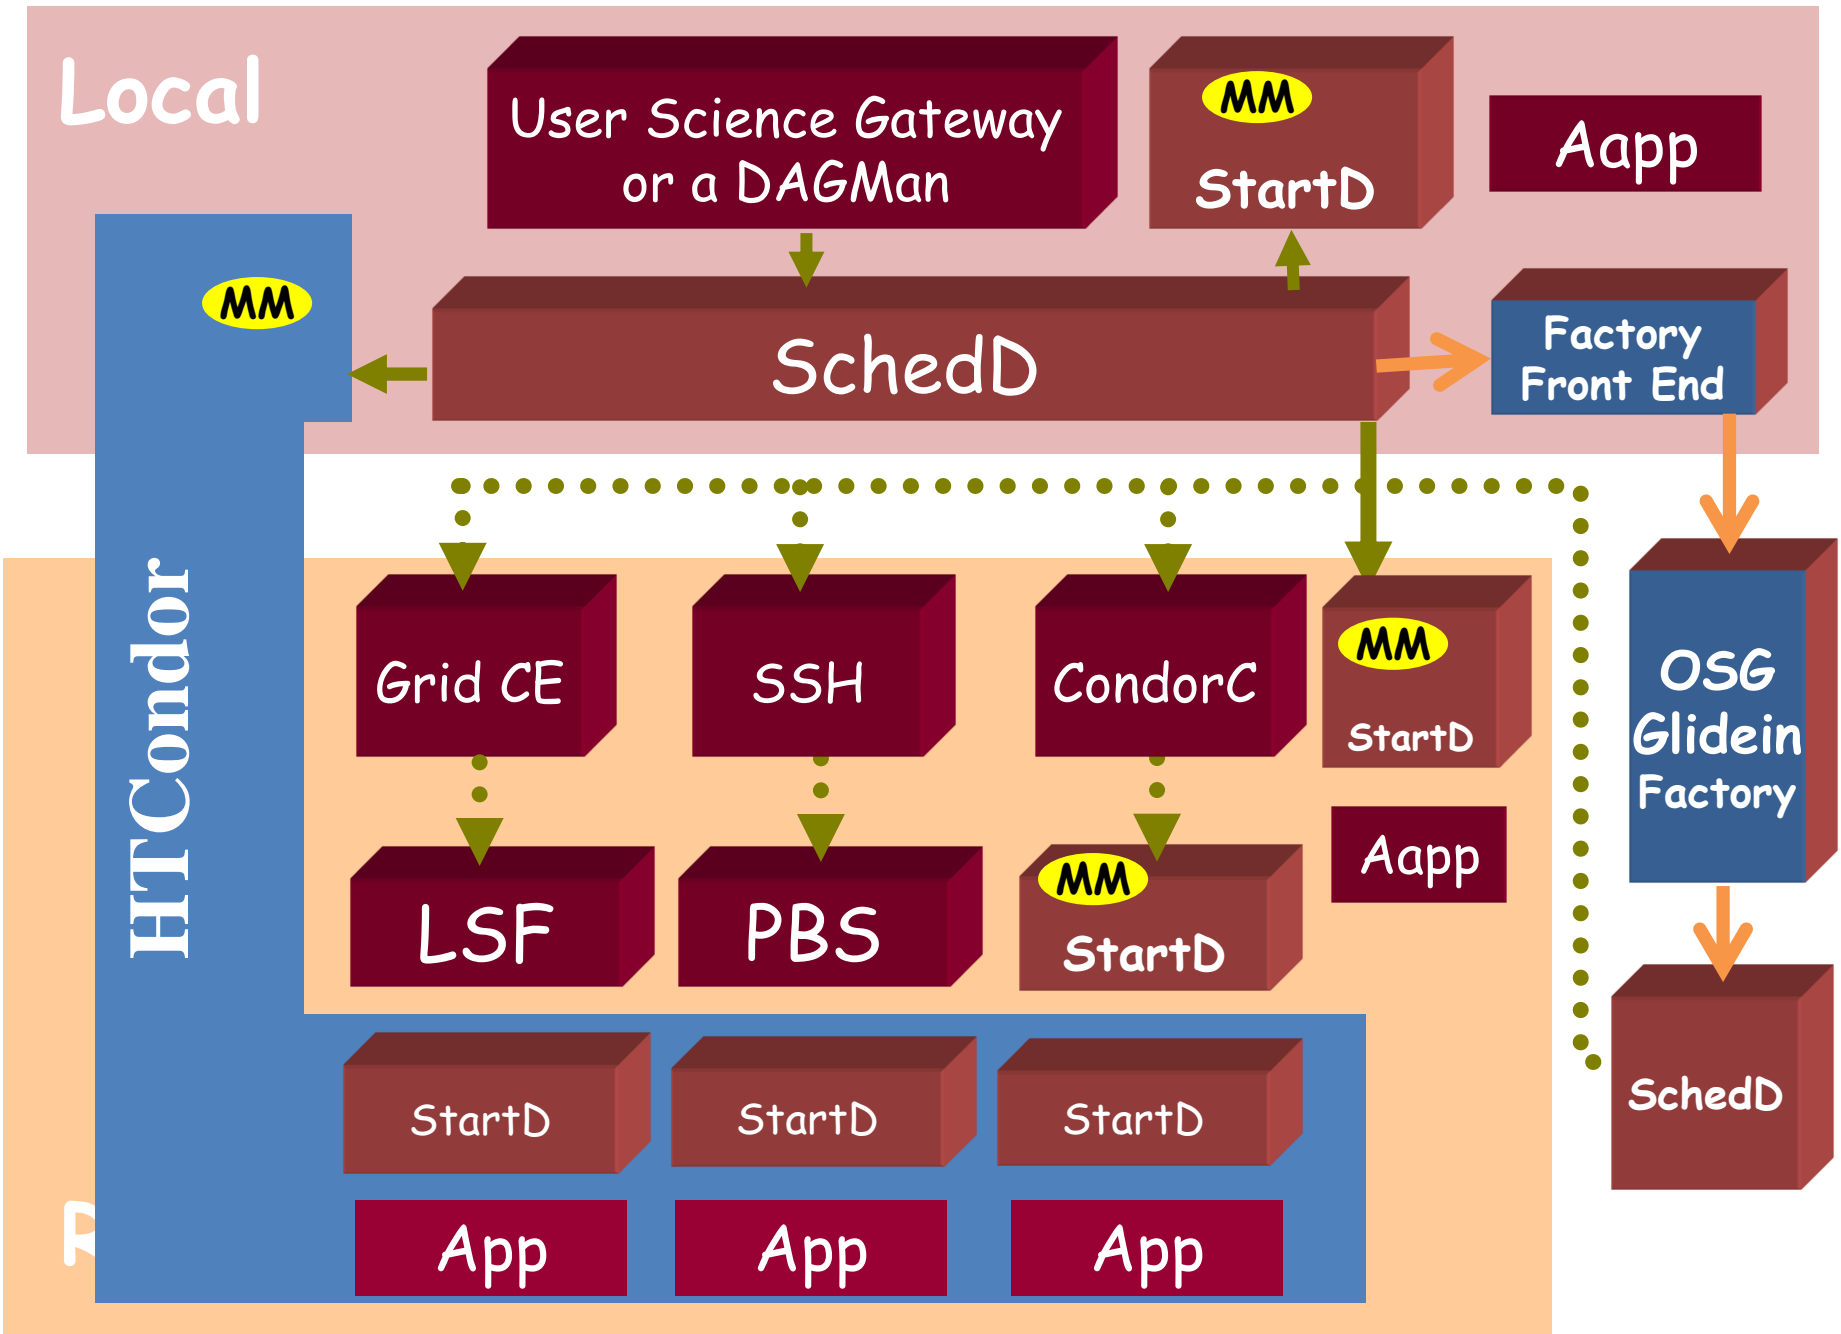 Local
User Science Gateway
or a DAGMan
MM
StartD
Aapp
MM
SchedD
Factory
Front End
HTCondor
Grid CE
SSH
CondorC
MM
StartD
OSG
Glidein
Factory
Aapp
LSF
PBS
MM
StartD
SchedD
StartD
StartD
StartD
R
App
App
App